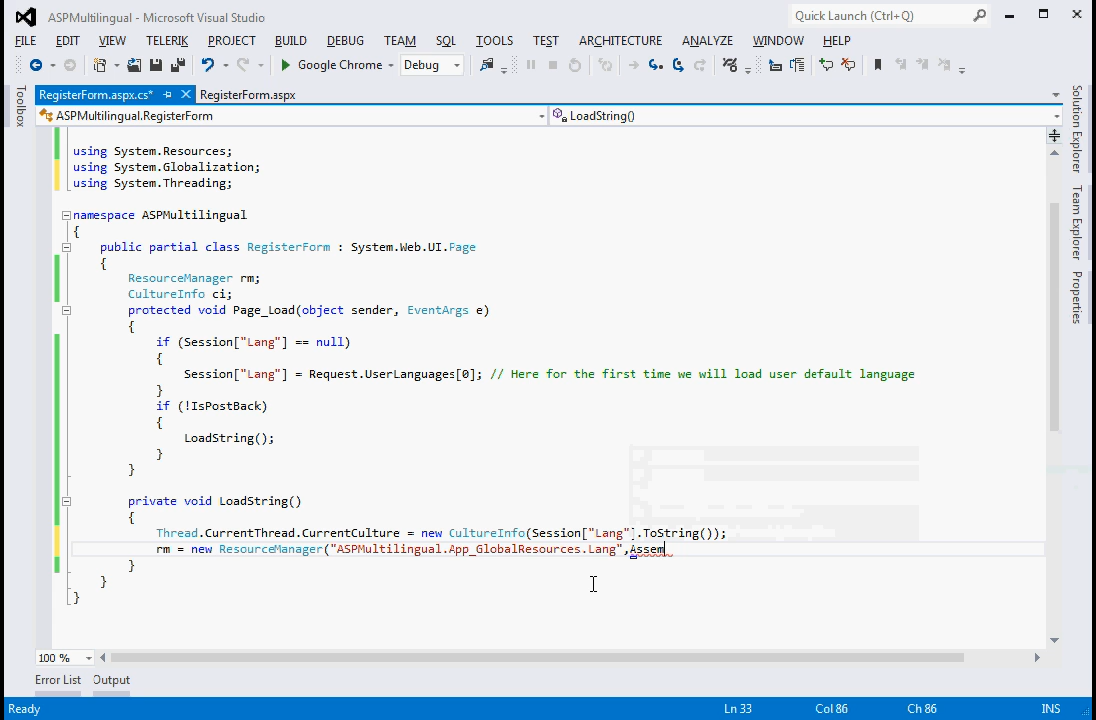 ASPMultilingual - Microsoft Visual Studio
Quick Launch (Ctrl+Q)
FILE EDIT VIEW TELERIK PROJECT BUILD DEBUG TEAM SQL TOOLS TEST ARCHITECTURE ANALYZE WINDOW HELP
Google Chrome Debug
RegisterForm.aspx.cs* RegisterForm.aspx
ASPMultilingual.RegisterForm LoadString()
Toolbox
Solution Explorer
Team Explorer
Properties
using System.Resources;
using System.Globalization;
using System.Threading;
namespace ASPMultilingual
{
public partial class RegisterForm : System.Web.UI.Page
{
ResourceManager rm;
CultureInfo ci;
protected void Page_Load(object sender, EventArgs e)
{
if (Session["Lang"] == null)
{
Session["Lang"] = Request.UserLanguages[0]; // Here for the first time we will load user default language
}
if (!IsPostBack)
{
LoadString();
}
}
private void LoadString()
{
Thread.CurrentThread.CurrentCulture = new CultureInfo(Session["Lang"].ToString());
rm = new ResourceManager("ASPMultilingual.App_GlobalResources.Lang",Assem
}
}
}
100 %
Error List Output
Ready Ln 33 Col 86 Ch 86 INS